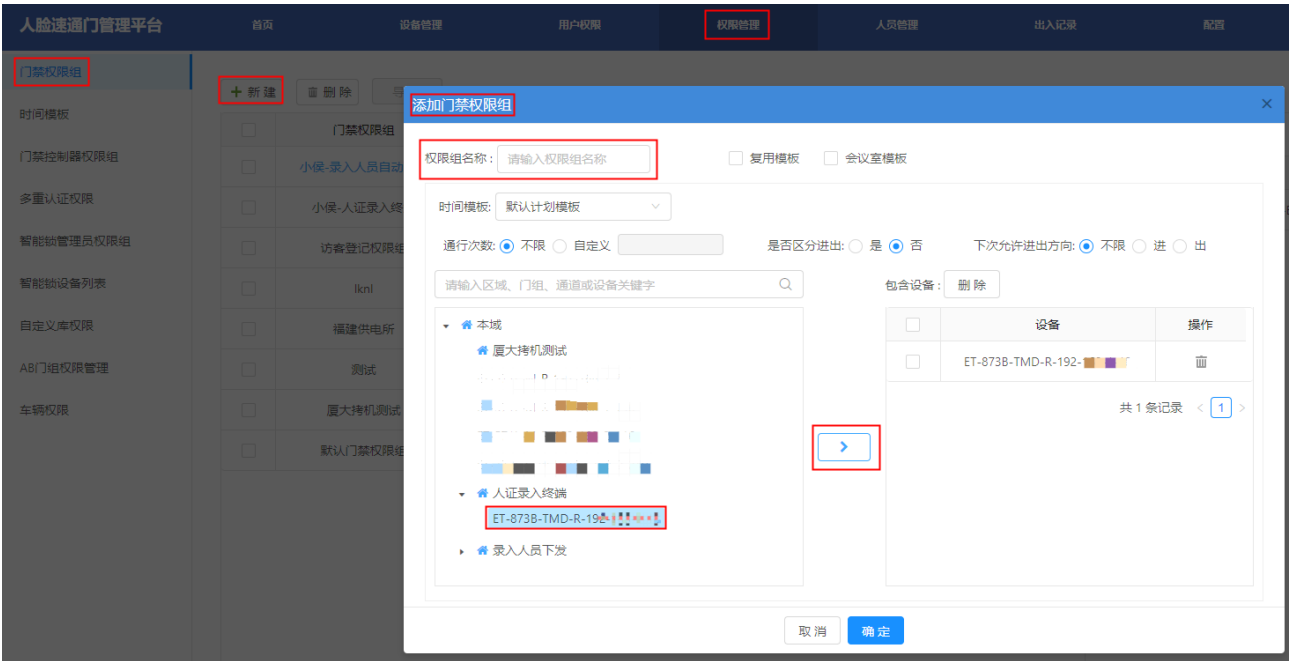 人脸速通门管理平台 首页 设备管理 用户权限 权限管理 人员管理 出入记录 配置
门禁权限组
时间模板
门禁控制器权限组
多重认证权限
智能锁管理员权限组
智能锁设备列表
自定义库权限
AB门组权限管理
车辆权限
新建 删除
门禁权限组
小侯-录入人员自动
小侯-人证录入终
访客登记权限组
lknl
福建供电所
测试
厦大拷机测试
默认门禁权限组
添加门禁权限组 ×
权限组名称: 请输入权限组名称 复用模板 会议室模板
时间模板: 默认计划模板
通行次数: 不限 自定义 是否区分进出: 是 否 下次允许进出方向: 不限 进 出
请输入区域、门组、通道或设备关键字
本域
厦大拷机测试
人证录入终端
ET-873B-TMD-R-192-
录入人员下发
包含设备: 删除
设备 操作
ET-873B-TMD-R-192-
共 1 条记录 < 1 >
取消 确定